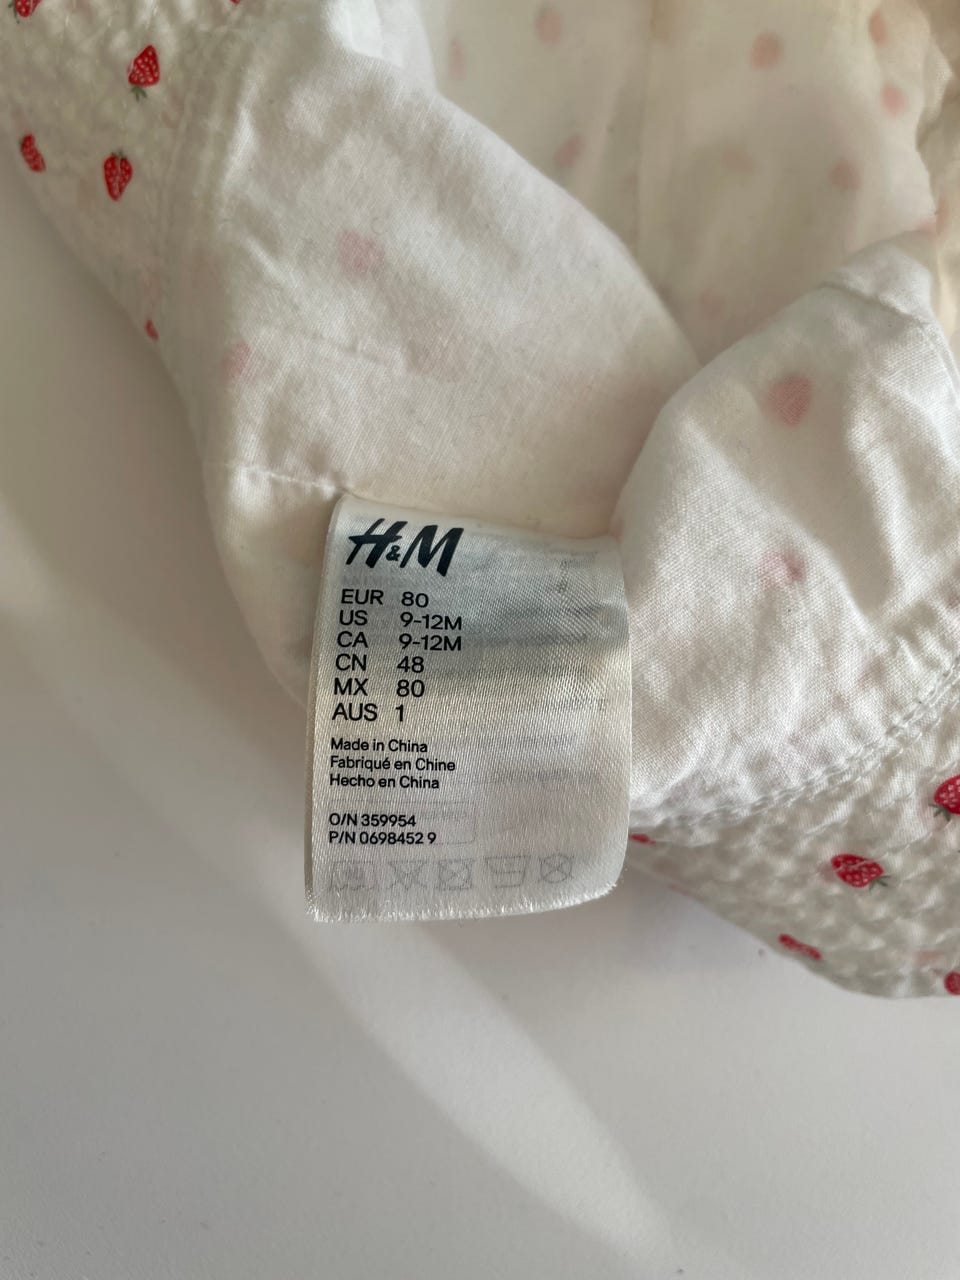 H&M
EUR 80
US 9-12M
CA 9-12M
CN 48
MX 80
AUS 1
Made in China
Fabriqué en Chine
Hecho en China
O/N 359954
P/N 0698452 9